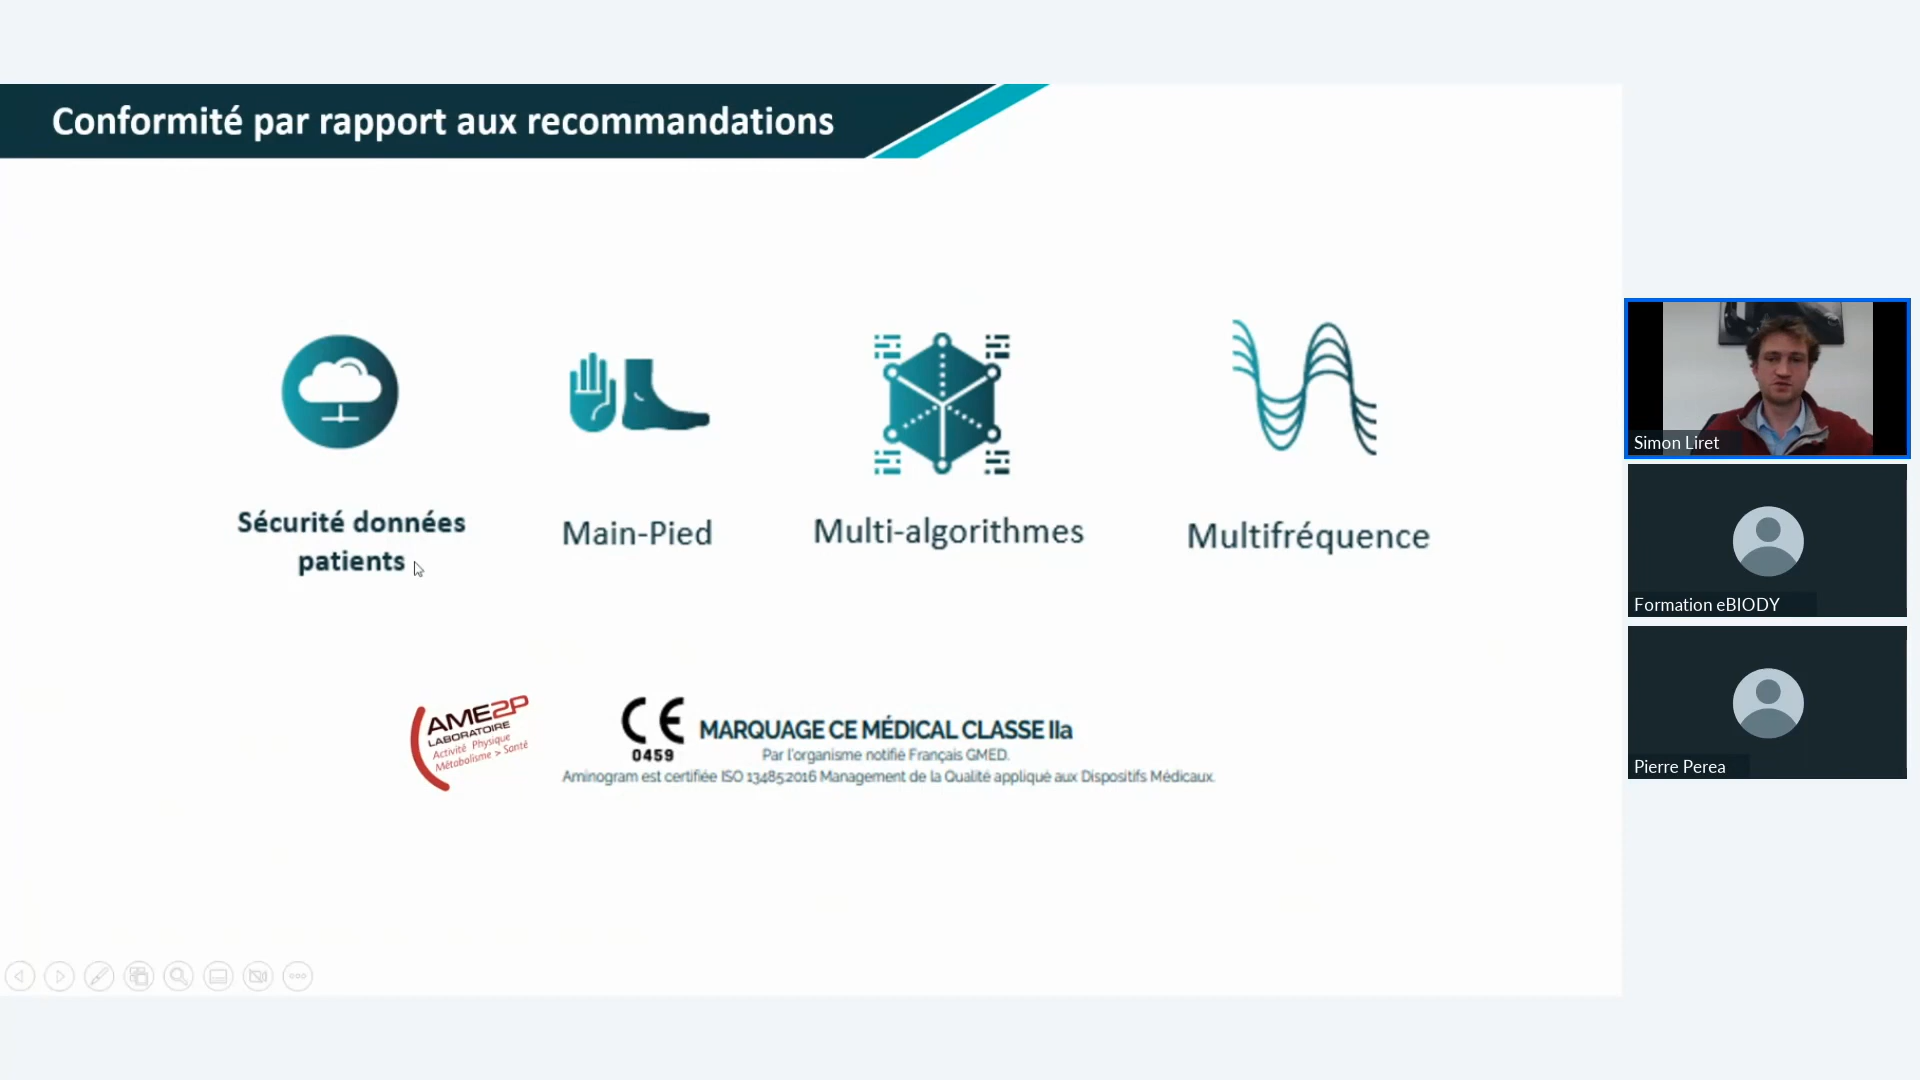 Conformité par rapport aux recommandations
Sécurité données
patients
Main-Pied
Multi-algorithmes
Multifréquence
AME2P
LABORATOIRE
Activité Physique
Métabolisme > Santé
CE
0459
MARQUAGE CE MÉDICAL CLASSE IIa
Par l'organisme notifié Français GMED.
Aminogram est certifiée ISO 13485:2016 Management de la Qualité appliqué aux Dispositifs Médicaux.
Simon Liret
Formation eBIODY
Pierre Perea